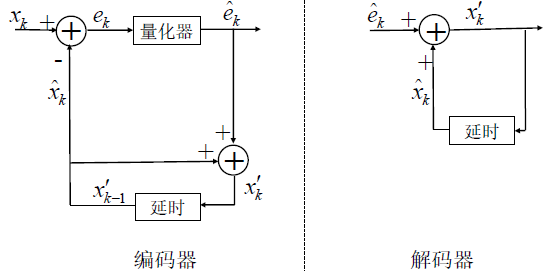 x_k + e_k 量化器 ê_k
-
x̂_k
+
+
x'_{k-1} 延时 x'_k
编码器
ê_k + x'_k
+
x̂_k
延时
解码器